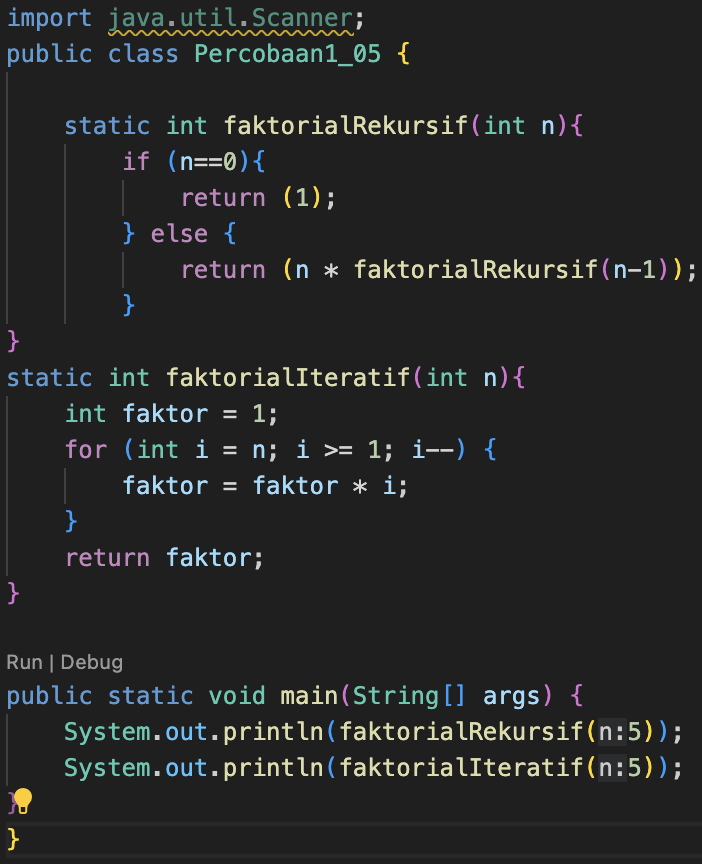 import java.util.Scanner;
public class Percobaan1_05 {
static int faktorialRekursif(int n){
if (n==0){
return (1);
} else {
return (n * faktorialRekursif(n-1));
}
}
static int faktorialIteratif(int n){
int faktor = 1;
for (int i = n; i >= 1; i--) {
faktor = faktor * i;
}
return faktor;
}
Run | Debug
public static void main(String[] args) {
System.out.println(faktorialRekursif(n:5));
System.out.println(faktorialIteratif(n:5));
}
}